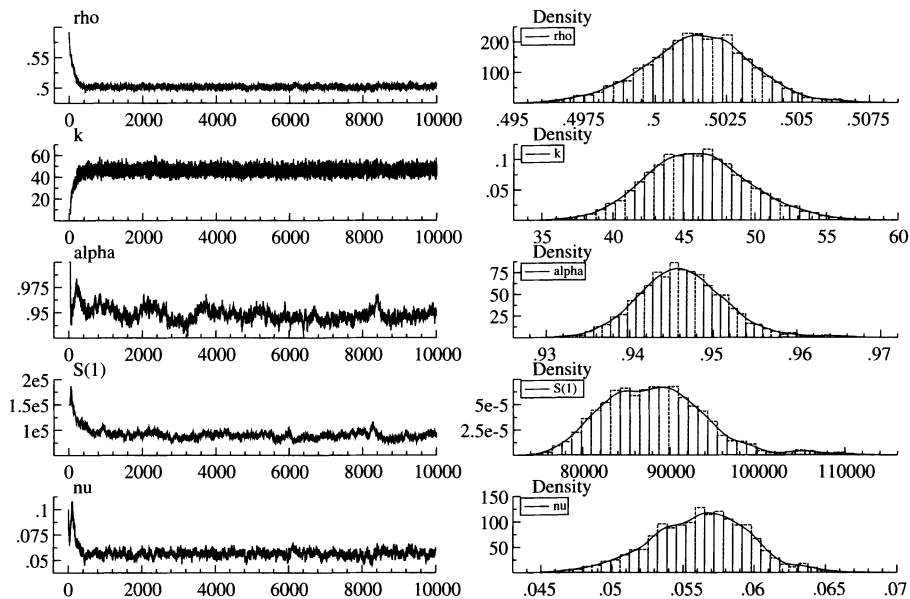 rho
.55
.5
0 2000 4000 6000 8000 10000
Density
rho
200
100
.495 .4975 .5 .5025 .505 .5075
k
60
40
20
0 2000 4000 6000 8000 10000
Density
k
.1
.05
35 40 45 50 55 60
alpha
.975
.95
0 2000 4000 6000 8000 10000
Density
alpha
75
50
25
.93 .94 .95 .96 .97
S(1)
2e5
1.5e5
1e5
0 2000 4000 6000 8000 10000
Density
S(1)
5e-5
2.5e-5
80000 90000 100000 110000
nu
.1
.075
.05
0 2000 4000 6000 8000 10000
Density
nu
150
100
50
.045 .05 .055 .06 .065 .07